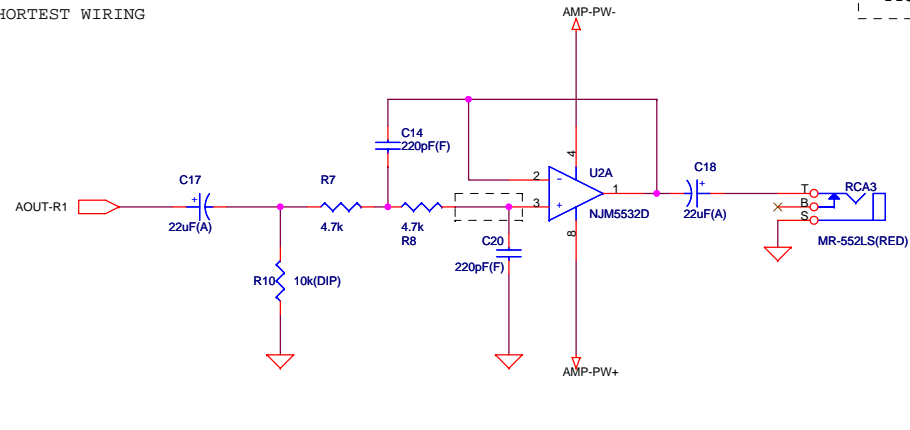 HORTEST WIRING
AMP-PW-
C14
220pF(F)
4
C17
R7
2
U2A
C18
1
T
RCA3
AOUT-R1
3
B
22uF(A)
4.7k
4.7k
NJM5532D
22uF(A)
S
R8
C20
8
MR-552LS(RED)
220pF(F)
R10
10k(DIP)
AMP-PW+